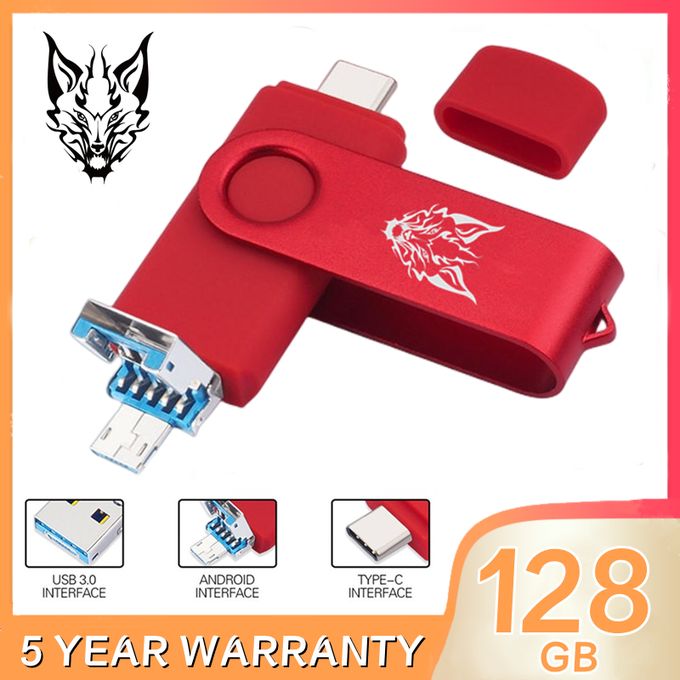 USB 3.0
INTERFACE
ANDROID
INTERFACE
TYPE-C
INTERFACE
5 YEAR WARRANTY
128
GB